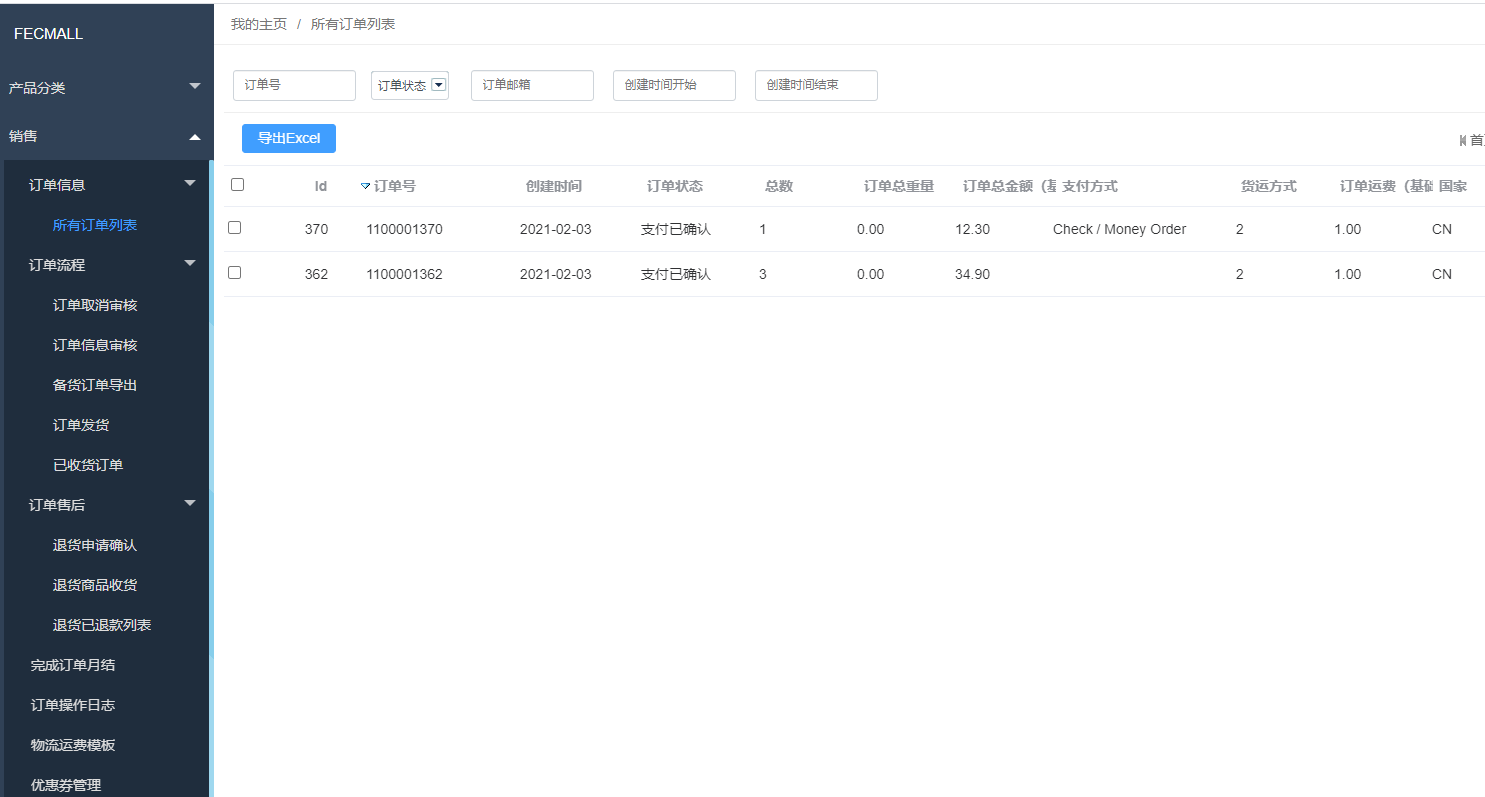 FECMALL
产品分类
销售
订单信息
所有订单列表
订单流程
订单取消审核
订单信息审核
备货订单导出
订单发货
已收货订单
订单售后
退货申请确认
退货商品收货
退货已退款列表
完成订单月结
订单操作日志
物流运费模板
优惠券管理
我的主页 / 所有订单列表
订单号 订单状态 订单邮箱 创建时间开始 创建时间结束
导出Excel 首
Id 订单号 创建时间 订单状态 总数 订单总重量 订单总金额（基 支付方式 货运方式 订单运费（基础 国家
370 1100001370 2021-02-03 支付已确认 1 0.00 12.30 Check / Money Order 2 1.00 CN
362 1100001362 2021-02-03 支付已确认 3 0.00 34.90 2 1.00 CN